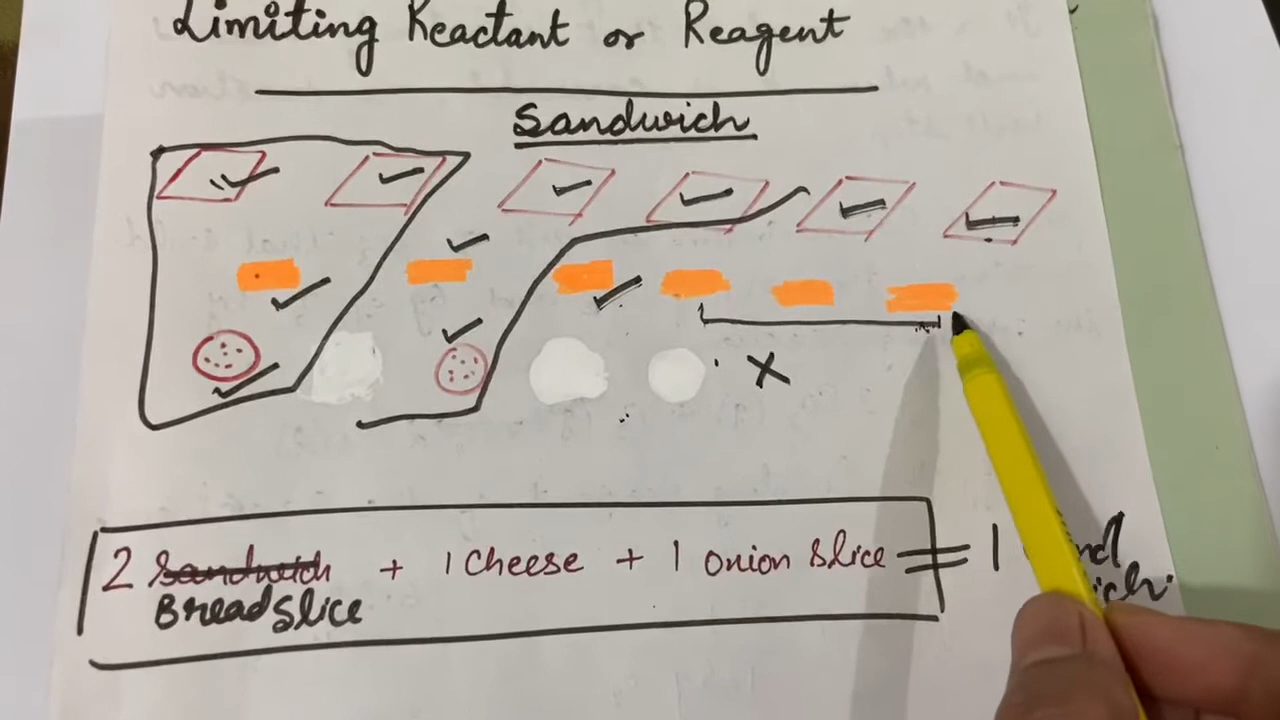 Limiting Reactant or Reagent
Sandwich
2 sandwich + 1 Cheese + 1 onion slice = 1
Bread Slice